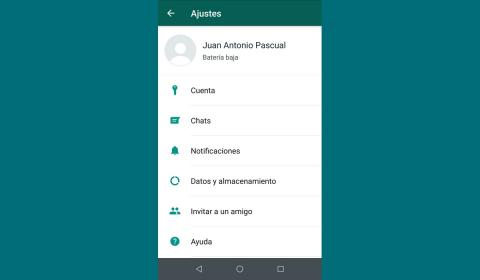 Ajustes
Juan Antonio Pascual
Batería baja
Cuenta
Chats
Notificaciones
Datos y almacenamiento
Invitar a un amigo
Ayuda